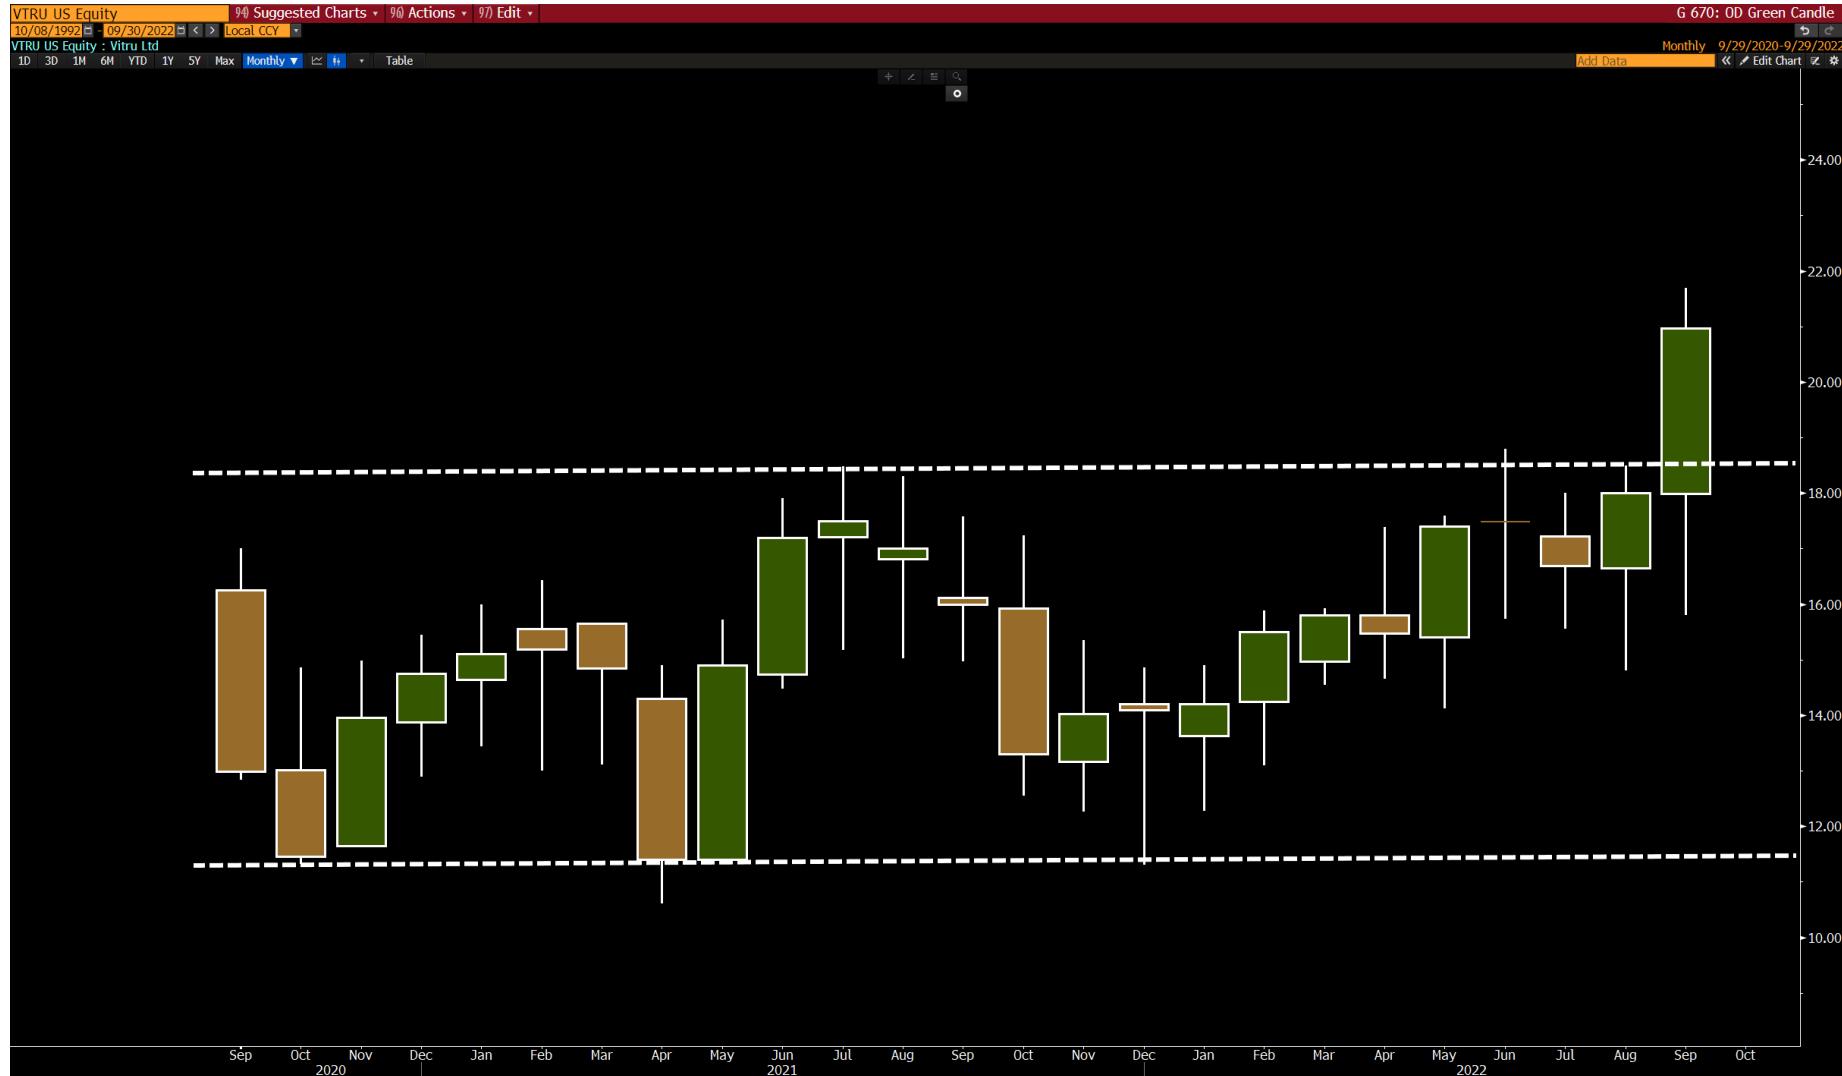 VTRU US Equity 94) Suggested Charts 96) Actions 97) Edit G 670: OD Green Candle
10/08/1992 - 09/30/2022 < > Local CCY
VTRU US Equity : Vitru Ltd
Monthly 9/29/2020-9/29/2022
1D 3D 1M 6M YTD 1Y 5Y Max Monthly ▼ Table Add Data « Edit Chart
24.00
22.00
20.00
18.00
16.00
14.00
12.00
10.00
Sep Oct Nov Dec Jan Feb Mar Apr May Jun Jul Aug Sep Oct Nov Dec Jan Feb Mar Apr May Jun Jul Aug Sep Oct
2020 2021 2022